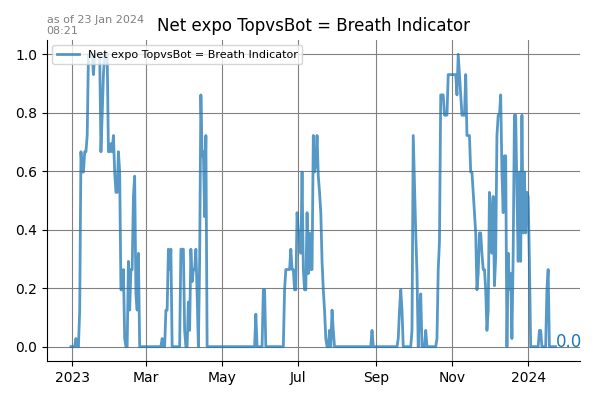 as of 23 Jan 2024
08:21
Net expo TopvsBot = Breath Indicator
Net expo TopvsBot = Breath Indicator
1.0
0.8
0.6
0.4
0.2
0.0
0.0
2023 Mar May Jul Sep Nov 2024